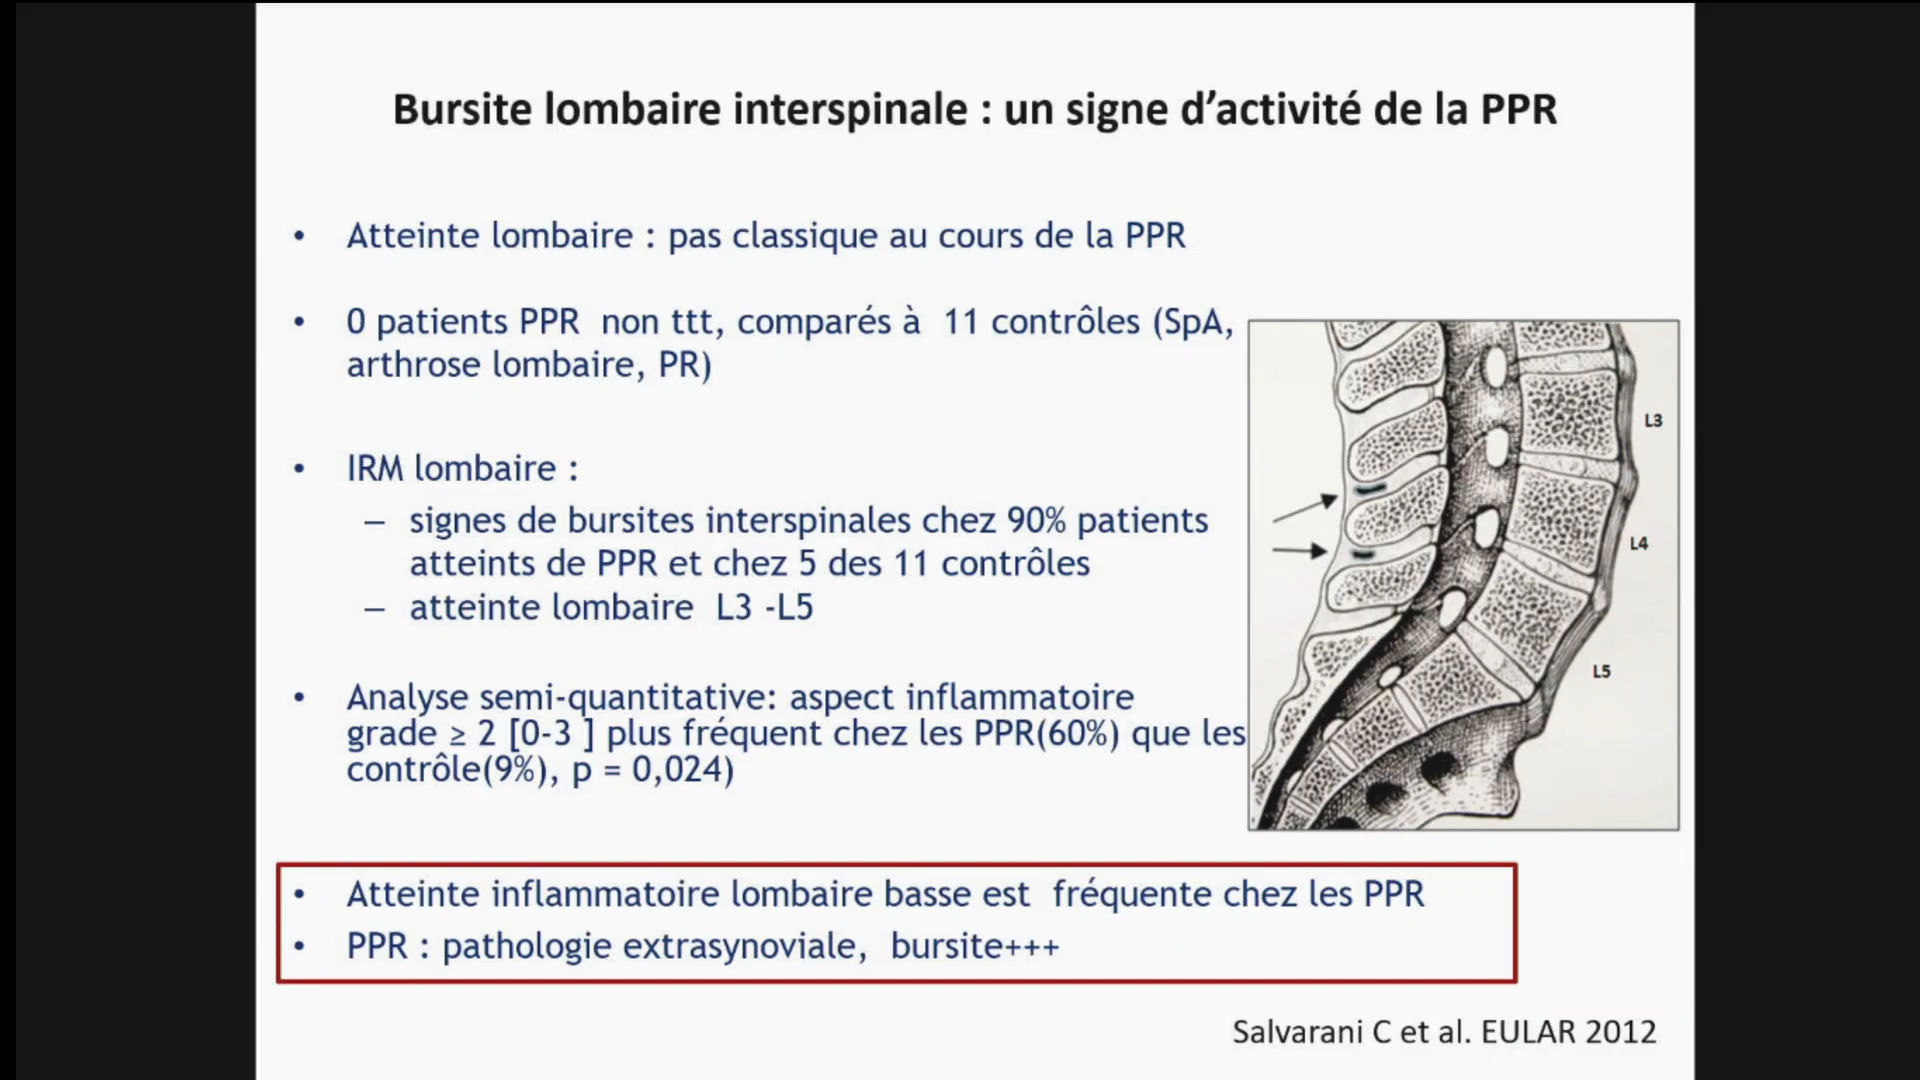 Bursite lombaire interspinale : un signe d’activité de la PPR
• Atteinte lombaire : pas classique au cours de la PPR
• 0 patients PPR non ttt, comparés à 11 contrôles (SpA,
arthrose lombaire, PR)
• IRM lombaire :
– signes de bursites interspinales chez 90% patients
atteints de PPR et chez 5 des 11 contrôles
– atteinte lombaire L3 -L5
• Analyse semi-quantitative: aspect inflammatoire
grade ≥ 2 [0-3 ] plus fréquent chez les PPR(60%) que les
contrôle(9%), p = 0,024)
L3
L4
L5
• Atteinte inflammatoire lombaire basse est fréquente chez les PPR
• PPR : pathologie extrasynoviale, bursite+++
Salvarani C et al. EULAR 2012